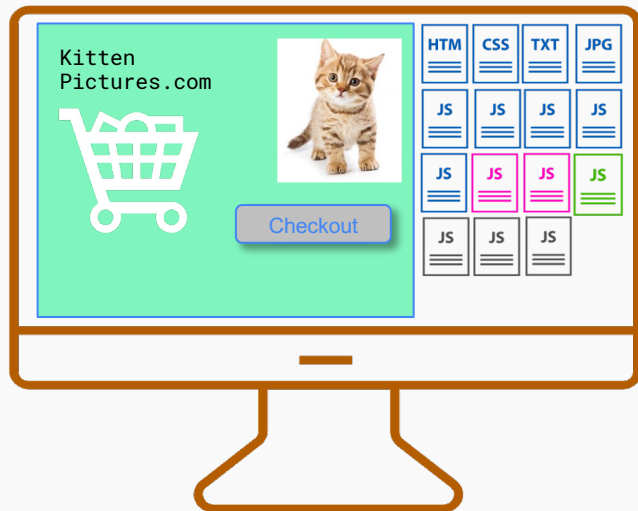 Kitten
Pictures.com
Checkout
HTM CSS TXT JPG
JS JS JS JS
JS JS JS JS
JS JS JS